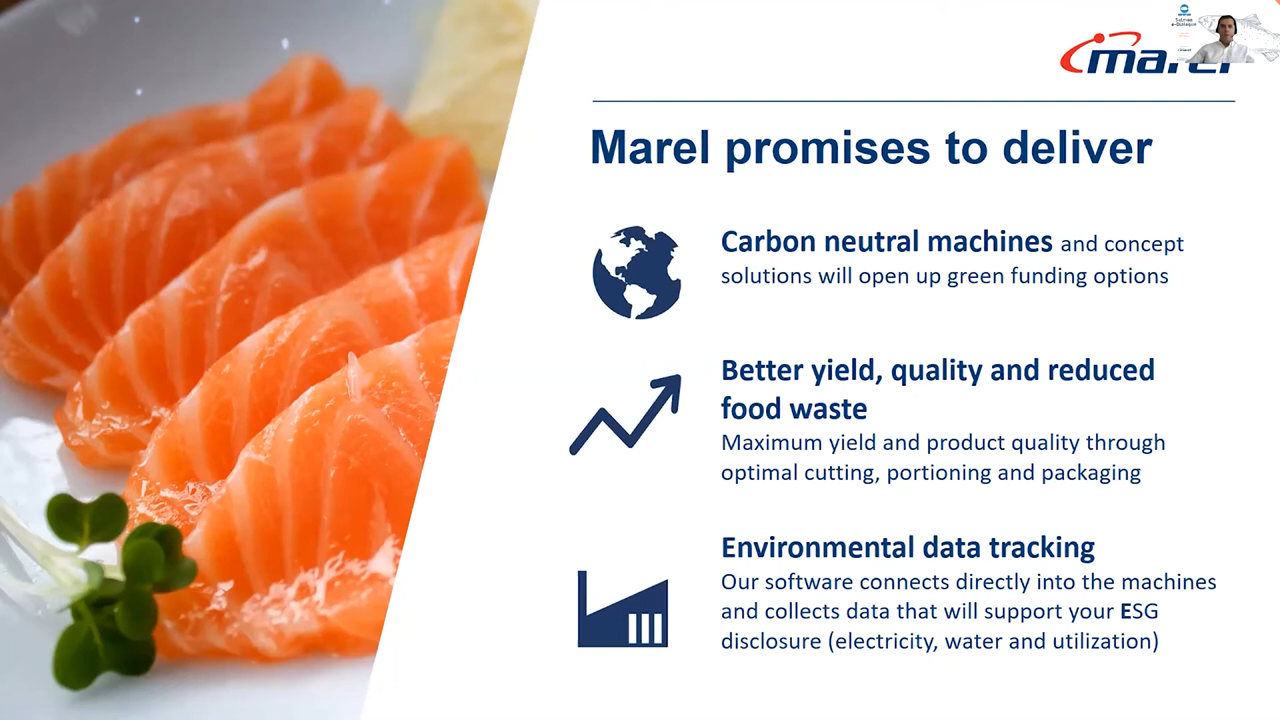 marel
Marel promises to deliver
Carbon neutral machines and concept
solutions will open up green funding options
Better yield, quality and reduced
food waste
Maximum yield and product quality through
optimal cutting, portioning and packaging
Environmental data tracking
Our software connects directly into the machines
and collects data that will support your ESG
disclosure (electricity, water and utilization)